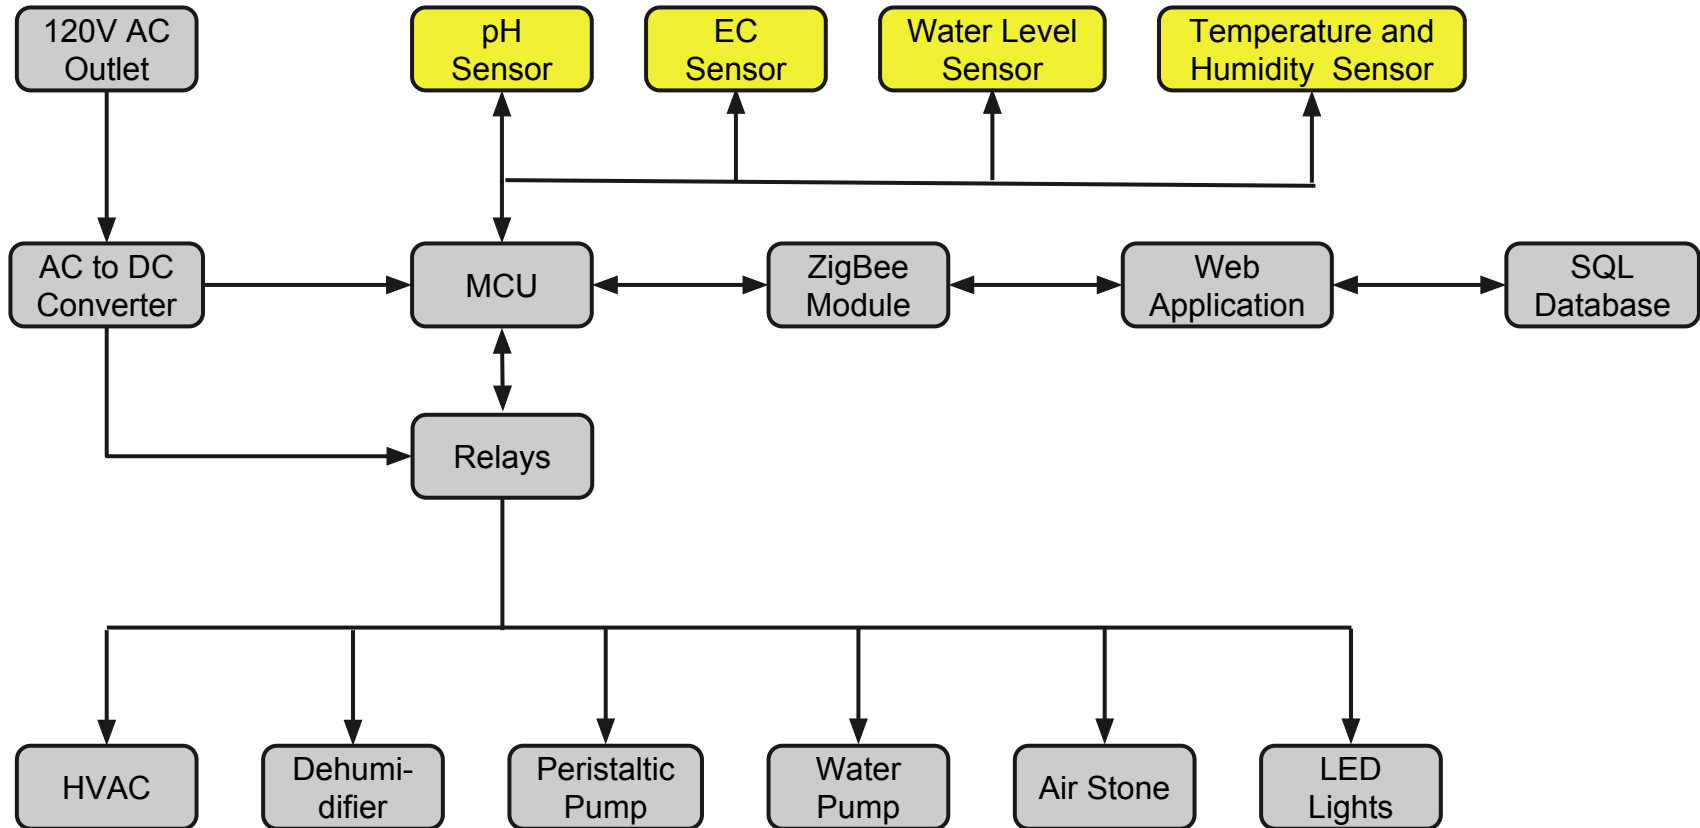 120V AC
Outlet
pH
Sensor
EC
Sensor
Water Level
Sensor
Temperature and
Humidity Sensor
AC to DC
Converter
MCU
ZigBee
Module
Web
Application
SQL
Database
Relays
HVAC
Dehumi-
difier
Peristaltic
Pump
Water
Pump
Air Stone
LED
Lights